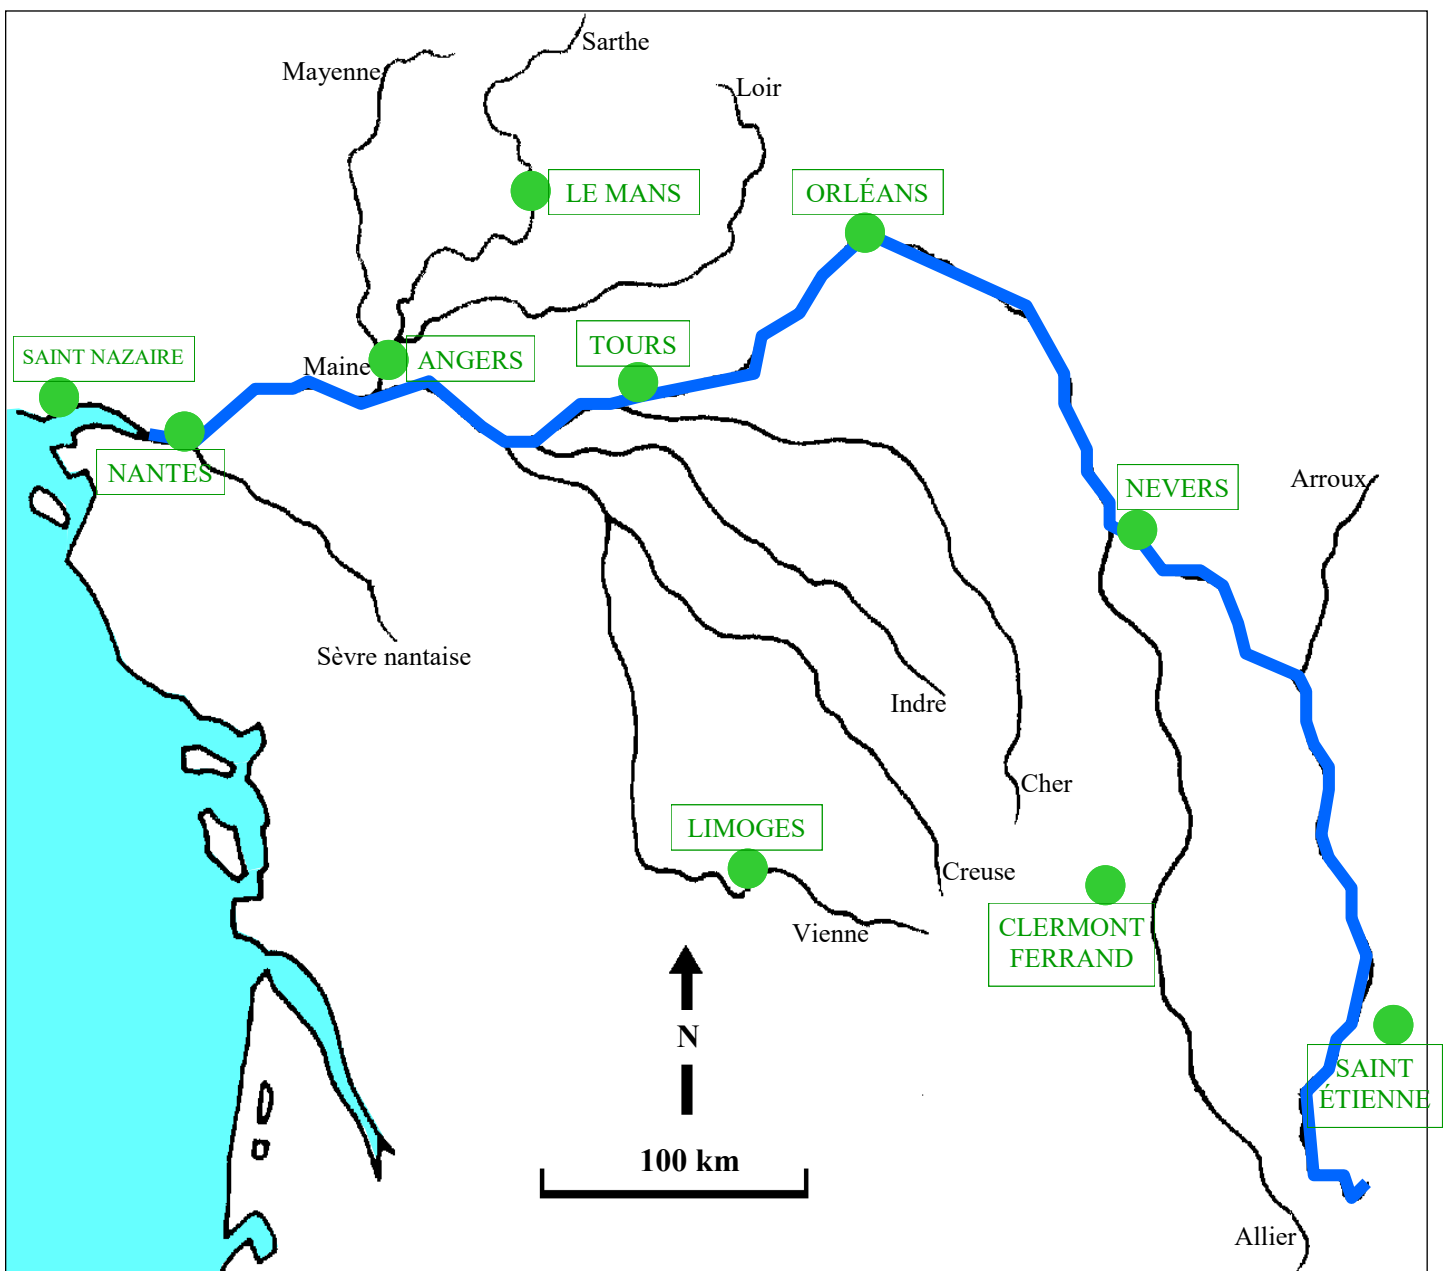 Sarthe
Mayenne
Loir
LE MANS
ORLÉANS
TOURS
SAINT NAZAIRE
Maine
ANGERS
NANTES
NEVERS
Arroux
Sèvre nantaise
Indre
Cher
LIMOGES
Creuse
Vienne
CLERMONT
FERRAND
N
SAINT
ÉTIENNE
100 km
Allier